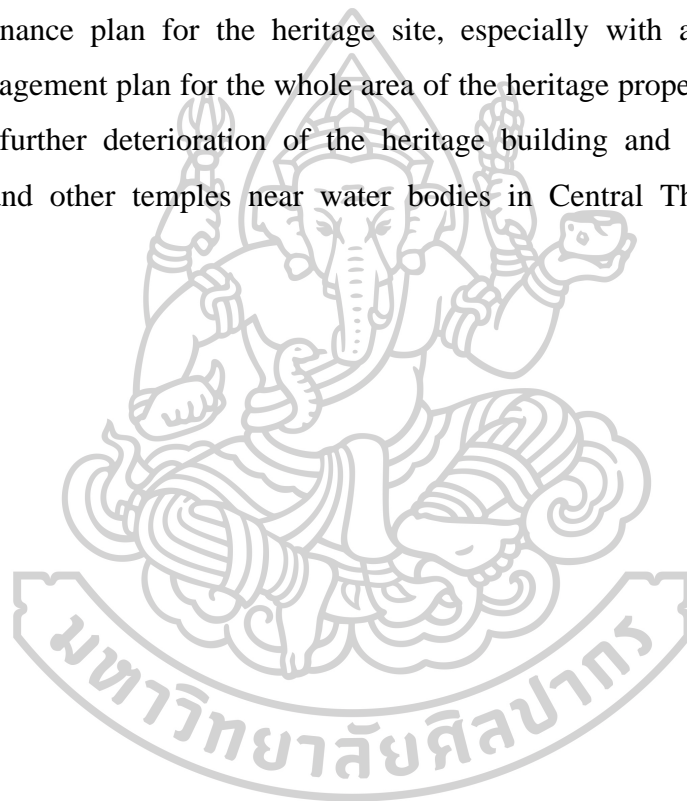 nance plan for the heritage site, especially with a
agement plan for the whole area of the heritage prope
further deterioration of the heritage building and
nd other temples near water bodies in Central Th
มหาวิทยาลัยศิลปากร